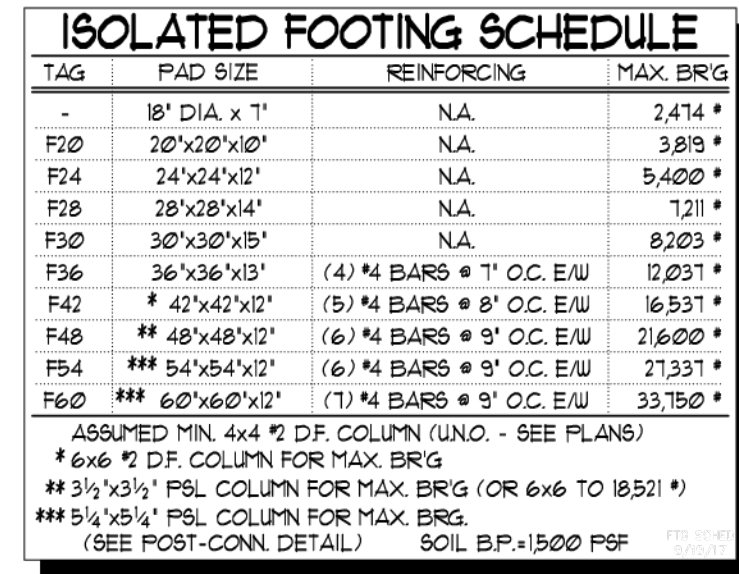 ISOLATED FOOTING SCHEDULE
TAG PAD SIZE REINFORCING MAX. BR'G
- 18" DIA. x 7" N.A. 2,474 #
F20 20"x20"x10" N.A. 3,819 #
F24 24"x24"x12" N.A. 5,400 #
F28 28"x28"x14" N.A. 7,211 #
F30 30"x30"x15" N.A. 8,203 #
F36 36"x36"x13" (4) #4 BARS @ 7" O.C. E/W 12,037 #
F42 * 42"x42"x12" (5) #4 BARS @ 8" O.C. E/W 16,537 #
F48 ** 48"x48"x12" (6) #4 BARS @ 9" O.C. E/W 21,600 #
F54 *** 54"x54"x12" (6) #4 BARS @ 9" O.C. E/W 27,337 #
F60 *** 60"x60"x12" (7) #4 BARS @ 9" O.C. E/W 33,750 #
ASSUMED MIN. 4x4 #2 D.F. COLUMN (U.N.O. - SEE PLANS)
* 6x6 #2 D.F. COLUMN FOR MAX. BR'G
** 3½"x3½" PSL COLUMN FOR MAX. BR'G (OR 6x6 TO 18,521 #)
*** 5¼"x5¼" PSL COLUMN FOR MAX. BRG.
(SEE POST-CONN. DETAIL) SOIL B.P.=1,500 PSF
FTG SCHED